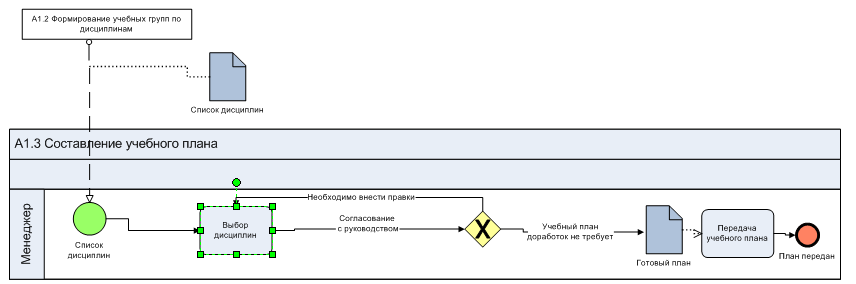 А1.2 Формирование учебных групп по
дисциплинам
Список дисциплин
А1.3 Составление учебного плана
Менеджер
Список
дисциплин
Выбор
дисциплин
Необходимо внести правки
Согласование
с руководством
X
Учебный план
доработок не требует
Готовый план
Передача
учебного плана
План передан